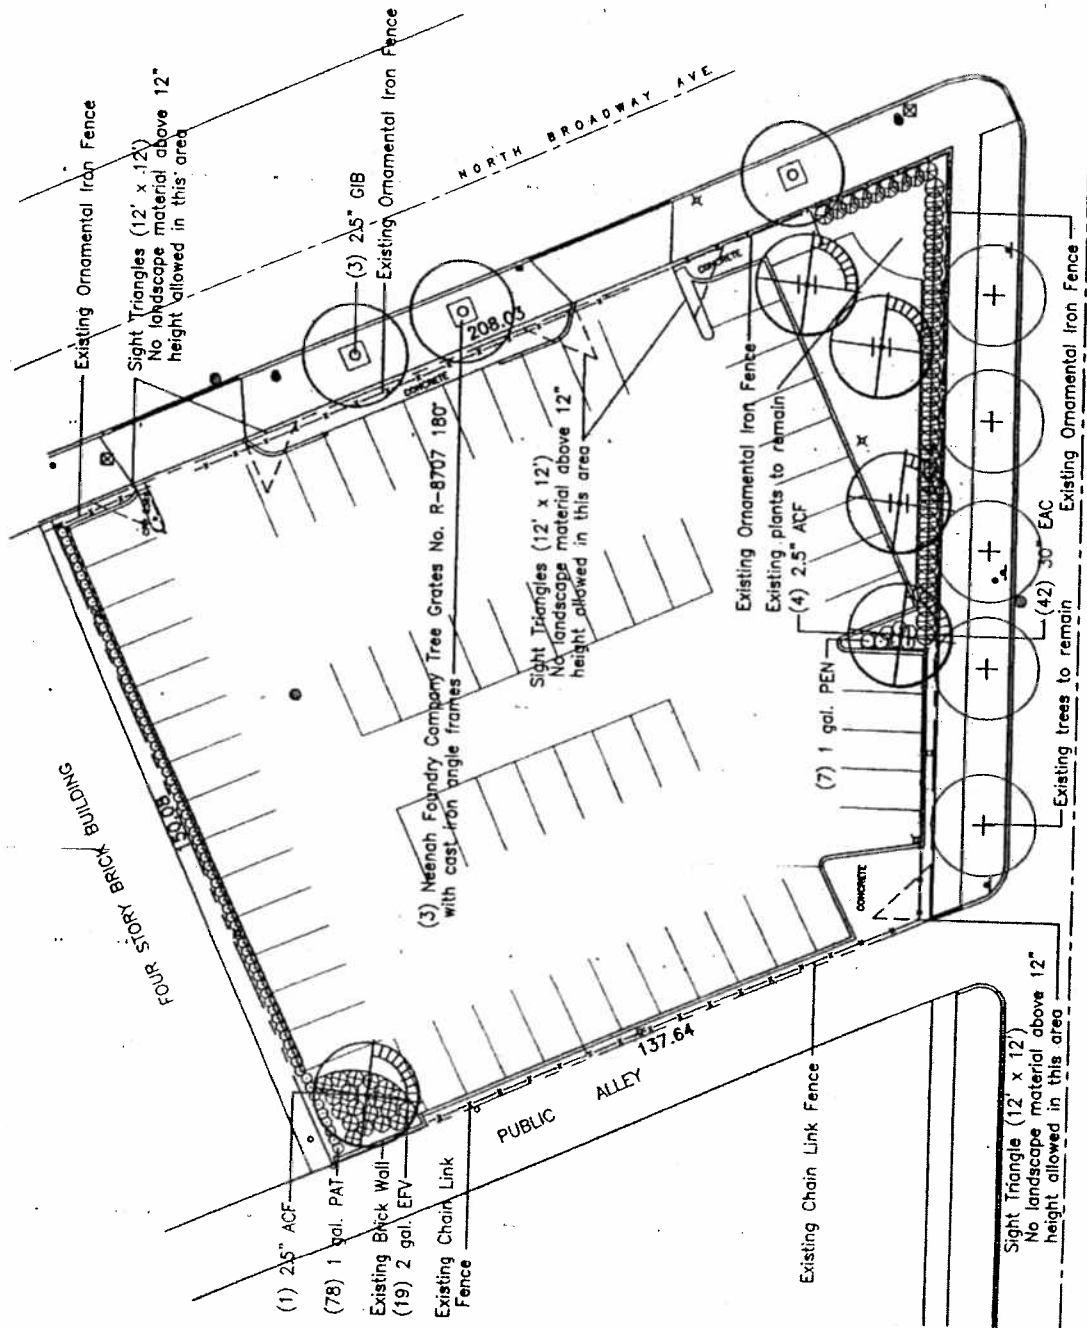 Existing Ornamental Iron Fence
Sight Triangles (12' x 12')
No landscape material above 12"
height allowed in this area
NORTH BROADWAY AVE.
(3) 2.5" GIB
Existing Ornamental Iron Fence
208.03
CONCRETE
CONCRETE
FOUR STORY BRICK BUILDING
150.08
(3) Neenah Foundry Company Tree Grates No. R-8707 180°
with cast iron angle frames
Sight Triangles (12' x 12')
No landscape material above 12"
height allowed in this area
Existing Ornamental Iron Fence
Existing plants to remain
(4) 2.5" ACF
(7) 1 gal. PEN
(42) 30" EAC
Existing Ornamental Iron Fence
Existing trees to remain
CONCRETE
(1) 2.5" ACF
(78) 1 gal. PAT
Existing Brick Wall
(19) 2 gal. EFV
Existing Chain Link
Fence
PUBLIC ALLEY
137.64
Existing Chain Link Fence
Sight Triangle (12' x 12')
No landscape material above 12"
height allowed in this area